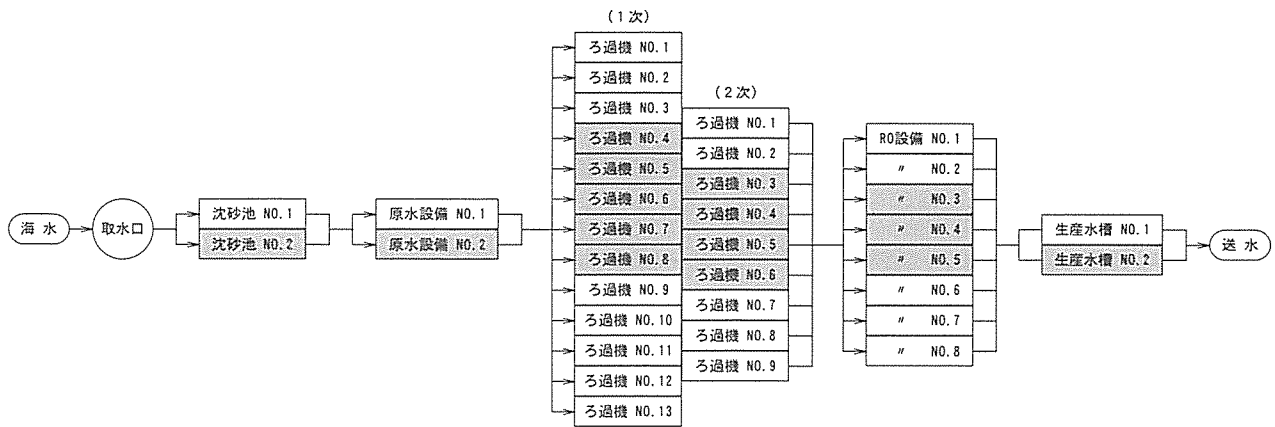 (1次)
ろ過機 NO.1
ろ過機 NO.2
ろ過機 NO.3
ろ過機 NO.4
ろ過機 NO.5
ろ過機 NO.6
ろ過機 NO.7
ろ過機 NO.8
ろ過機 NO.9
ろ過機 NO.10
ろ過機 NO.11
ろ過機 NO.12
ろ過機 NO.13
(2次)
ろ過機 NO.1
ろ過機 NO.2
ろ過機 NO.3
ろ過機 NO.4
ろ過機 NO.5
ろ過機 NO.6
ろ過機 NO.7
ろ過機 NO.8
ろ過機 NO.9
海水
取水口
沈砂池 NO.1
沈砂池 NO.2
原水設備 NO.1
原水設備 NO.2
RO設備 NO.1
〃 NO.2
〃 NO.3
〃 NO.4
〃 NO.5
〃 NO.6
〃 NO.7
〃 NO.8
生産水槽 NO.1
生産水槽 NO.2
送水